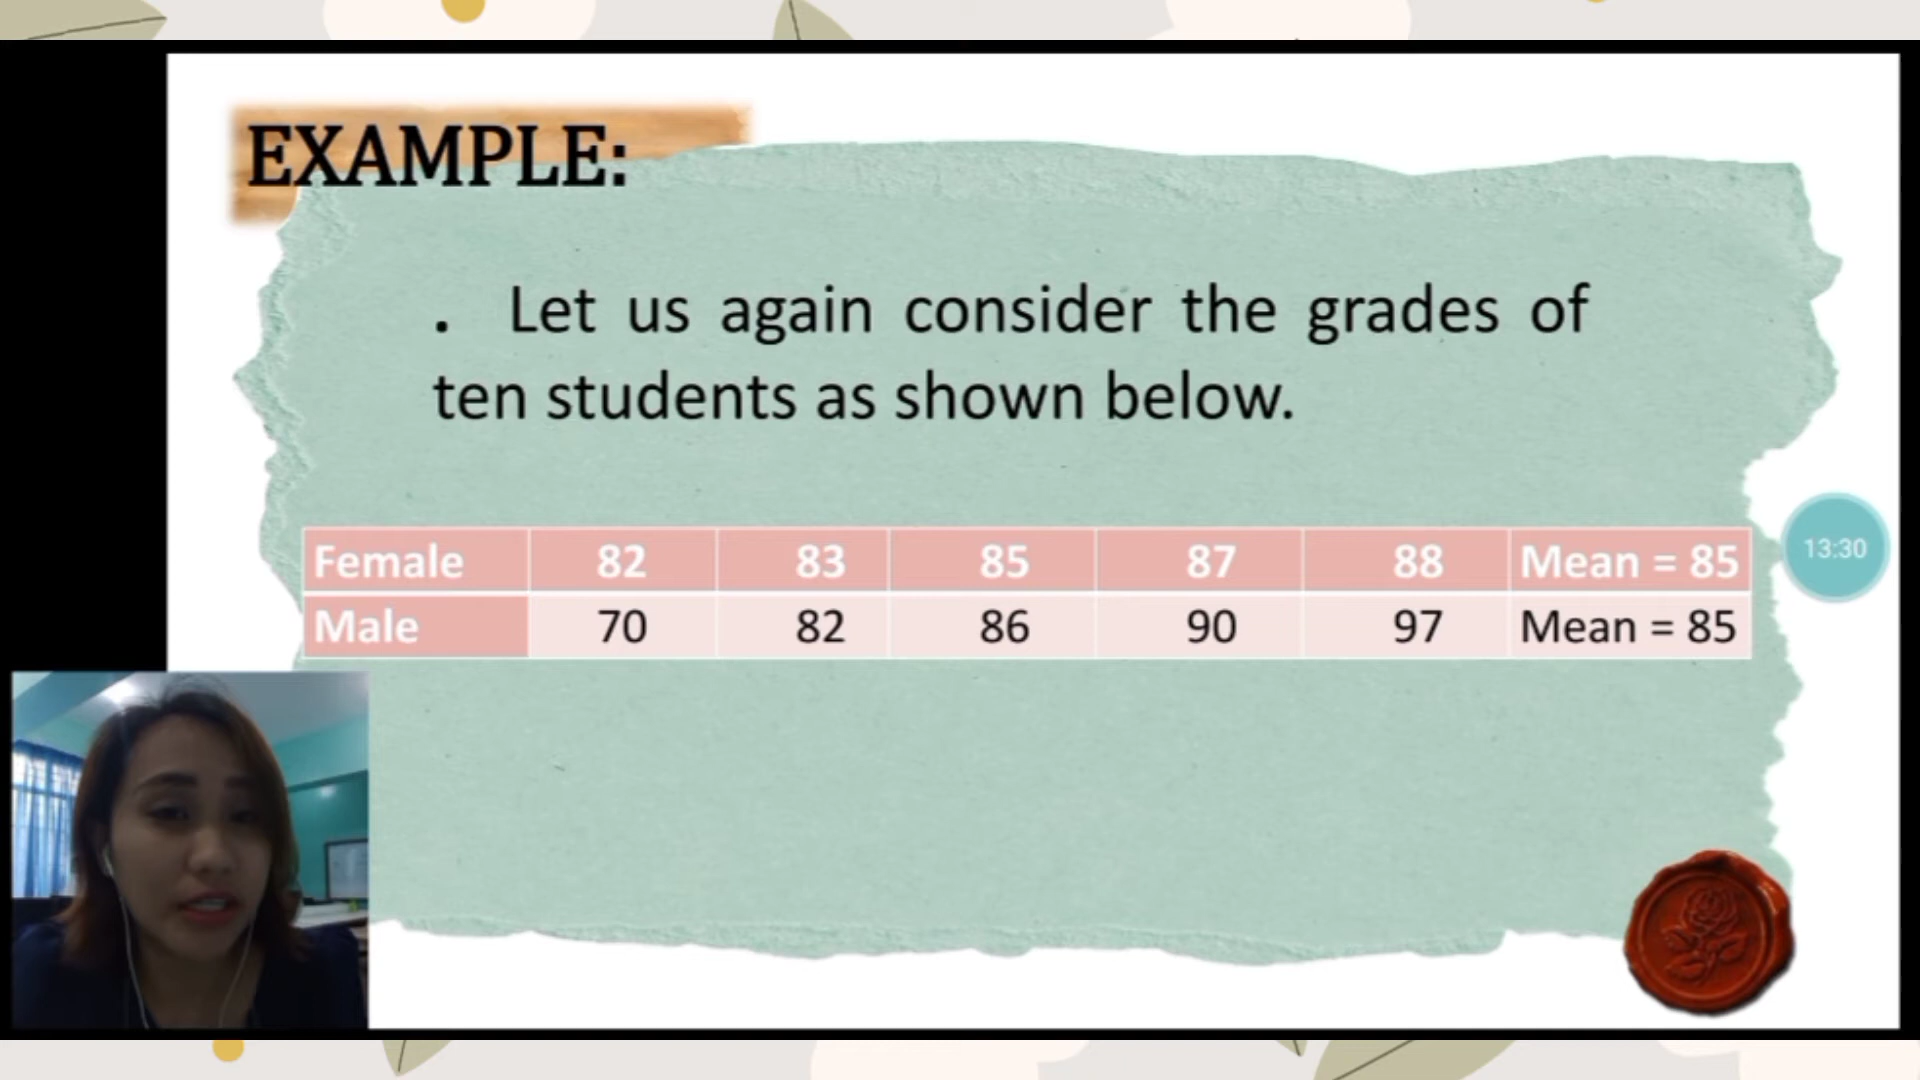 EXAMPLE:
. Let us again consider the grades of
ten students as shown below.
Female 82 83 85 87 88 Mean = 85
Male 70 82 86 90 97 Mean = 85
13:30